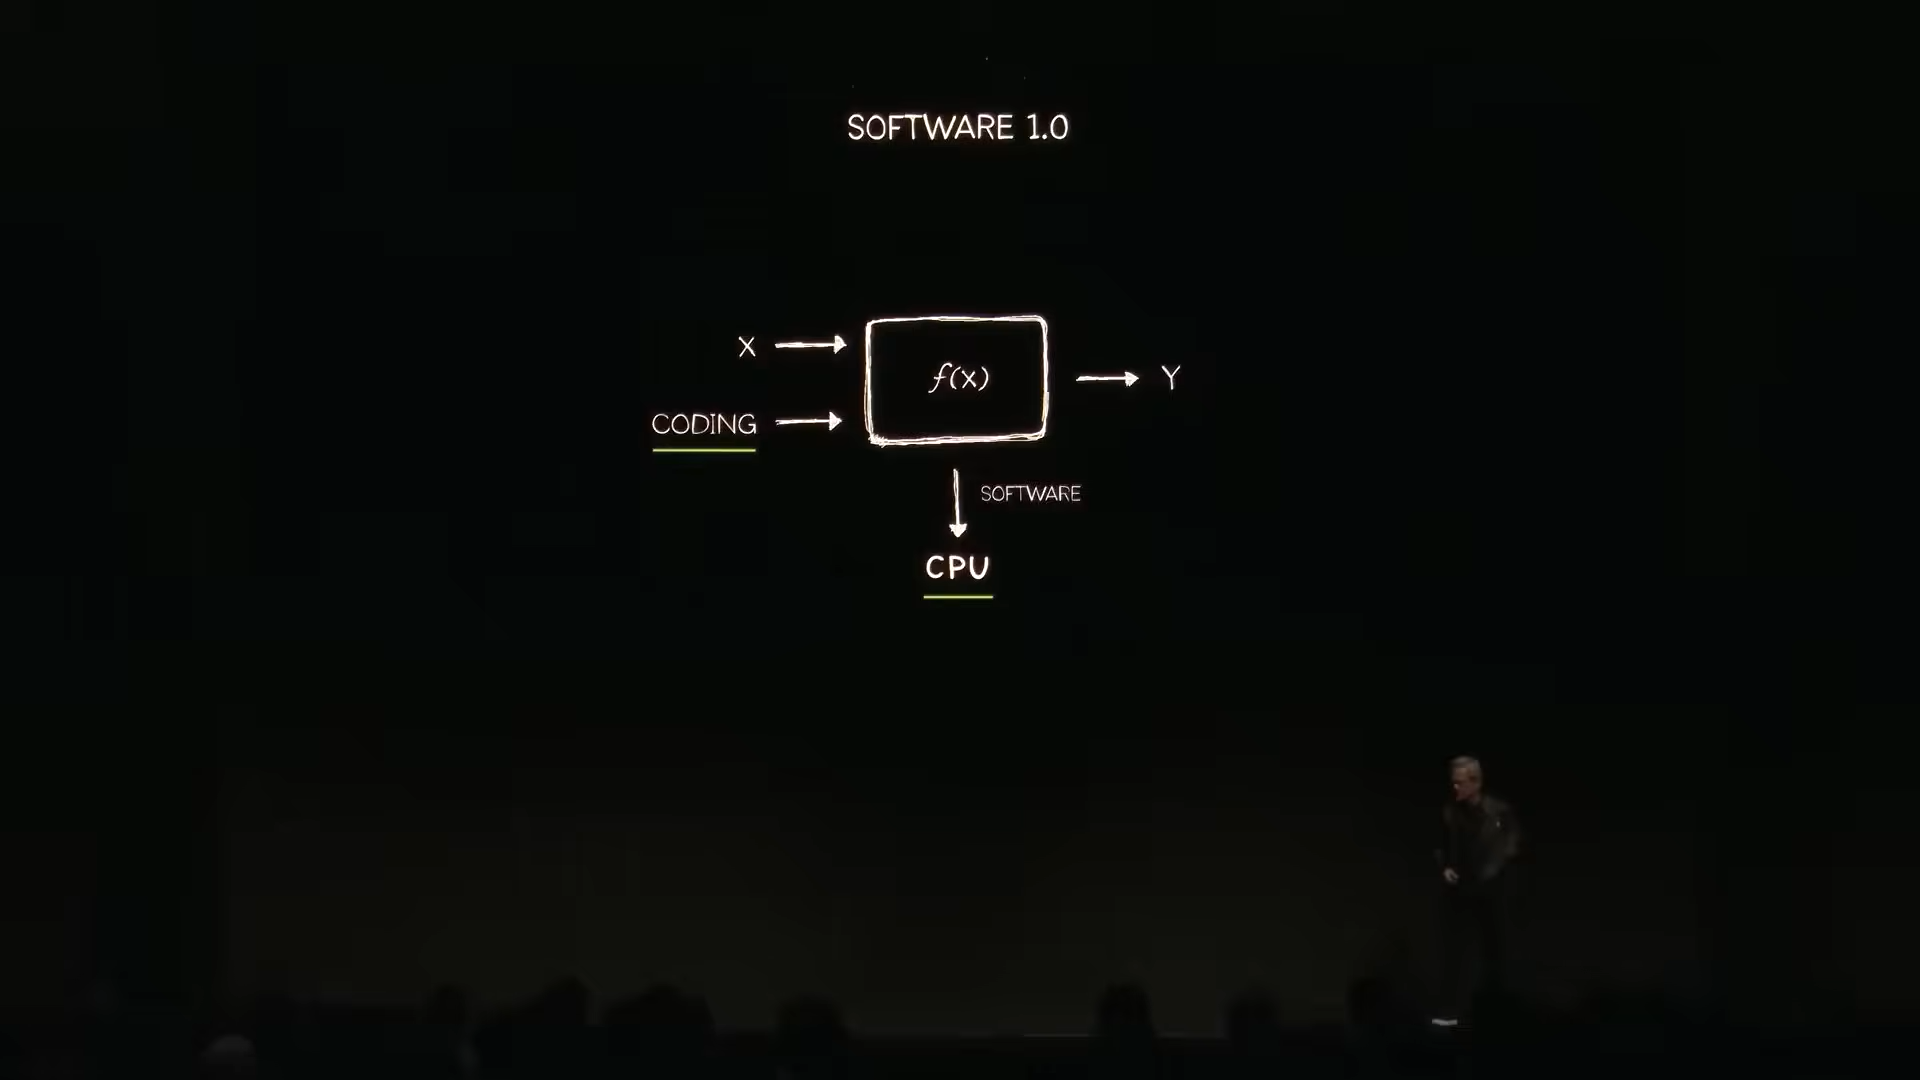 SOFTWARE 1.0
X
f(x)
Y
CODING
SOFTWARE
CPU